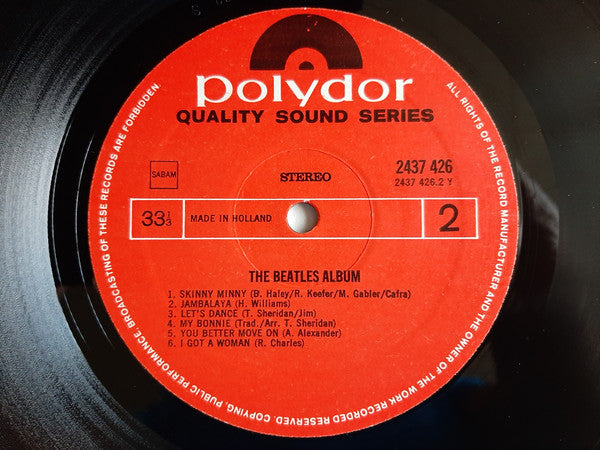 polydor
QUALITY SOUND SERIES
SABAM
STEREO
2437 426
2437 426.2 Y
33 1/3
MADE IN HOLLAND
2
THE BEATLES ALBUM
1. SKINNY MINNY (B. Haley/R. Keefer/M. Gabler/Cafra)
2. JAMBALAYA (H. Williams)
3. LET'S DANCE (T. Sheridan/Jim)
4. MY BONNIE (Trad./Arr. T. Sheridan)
5. YOU BETTER MOVE ON (A. Alexander)
6. I GOT A WOMAN (R. Charles)
ALL RIGHTS OF THE RECORD MANUFACTURER AND THE OWNER OF THE WORK RECORDED RESERVED. COPYING, PUBLIC PERFORMANCE, BROADCASTING OF THESE RECORDS ARE FORBIDDEN.